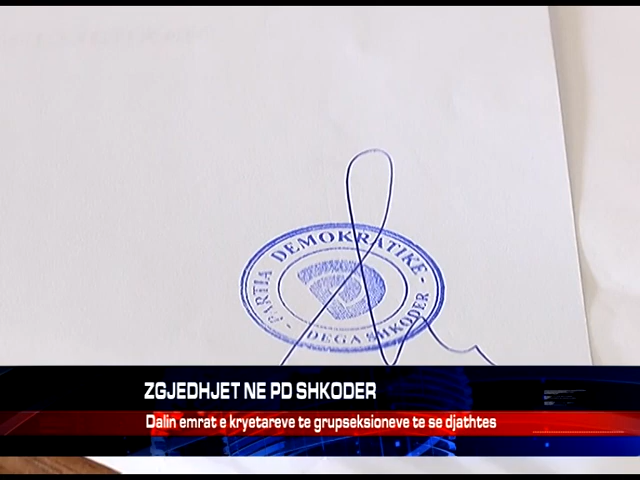 PARTIA DEMOKRATIKE -
- DEGA SHKODER
ZGJEDHJET NE PD SHKODER
Dalin emrat e kryetareve te grupseksioneve te se djathtes